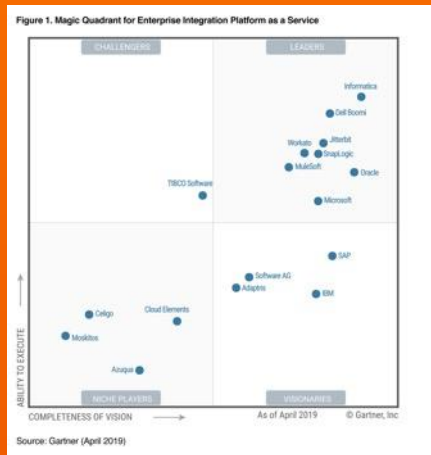 Figure 1. Magic Quadrant for Enterprise Integration Platform as a Service
CHALLENGERS
LEADERS
Informatica
Dell Boomi
Jitterbit
Workato
SnapLogic
MuleSoft
Oracle
TIBCO Software
Microsoft
SAP
Software AG
Adaptris
IBM
Celigo
Cloud Elements
Moskitos
Azuqua
ABILITY TO EXECUTE
NICHE PLAYERS
VISIONARIES
COMPLETENESS OF VISION
As of April 2019
© Gartner, Inc
Source: Gartner (April 2019)